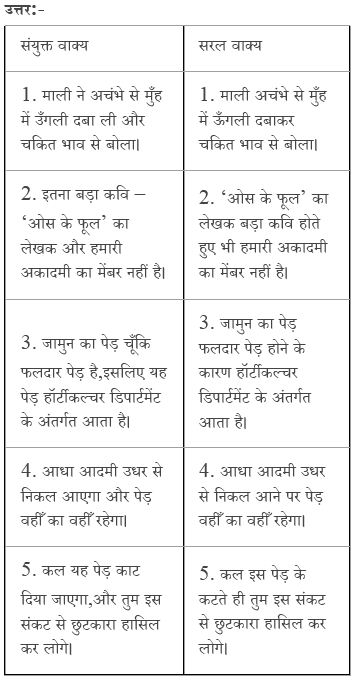 उत्तर:-
संयुक्त वाक्य
सरल वाक्य
1. माली ने अचंभे से मुँह
में उँगली दबा ली और
चकित भाव से बोला।
1. माली अचंभे से मुँह
में ऊँगली दबाकर
चकित भाव से बोला।
2. इतना बड़ा कवि –
‘ओस के फूल’ का
लेखक और हमारी
अकादमी का मेंबर नहीं है।
2. ‘ओस के फूल’ का
लेखक बड़ा कवि होते
हुए भी हमारी अकादमी
का मेंबर नहीं है।
3. जामुन का पेड़ चूँकि
फलदार पेड़ है,इसलिए यह
पेड़ हॉर्टीकल्चर डिपार्टमेंट
के अंतर्गत आता है।
3. जामुन का पेड़
फलदार पेड़ होने के
कारण हॉर्टीकल्चर
डिपार्टमेंट के अंतर्गत
आता है।
4. आधा आदमी उधर से
निकल आएगा और पेड़
वहीँ का वहीँ रहेगा।
4. आधा आदमी उधर
से निकल आने पर पेड़
वहीँ का वहीँ रहेगा।
5. कल यह पेड़ काट
दिया जाएगा,और तुम इस
संकट से छुटकारा हासिल
कर लोगे।
5. कल इस पेड़ के
कटते ही तुम इस संकट
से छुटकारा हासिल कर
लोगे।